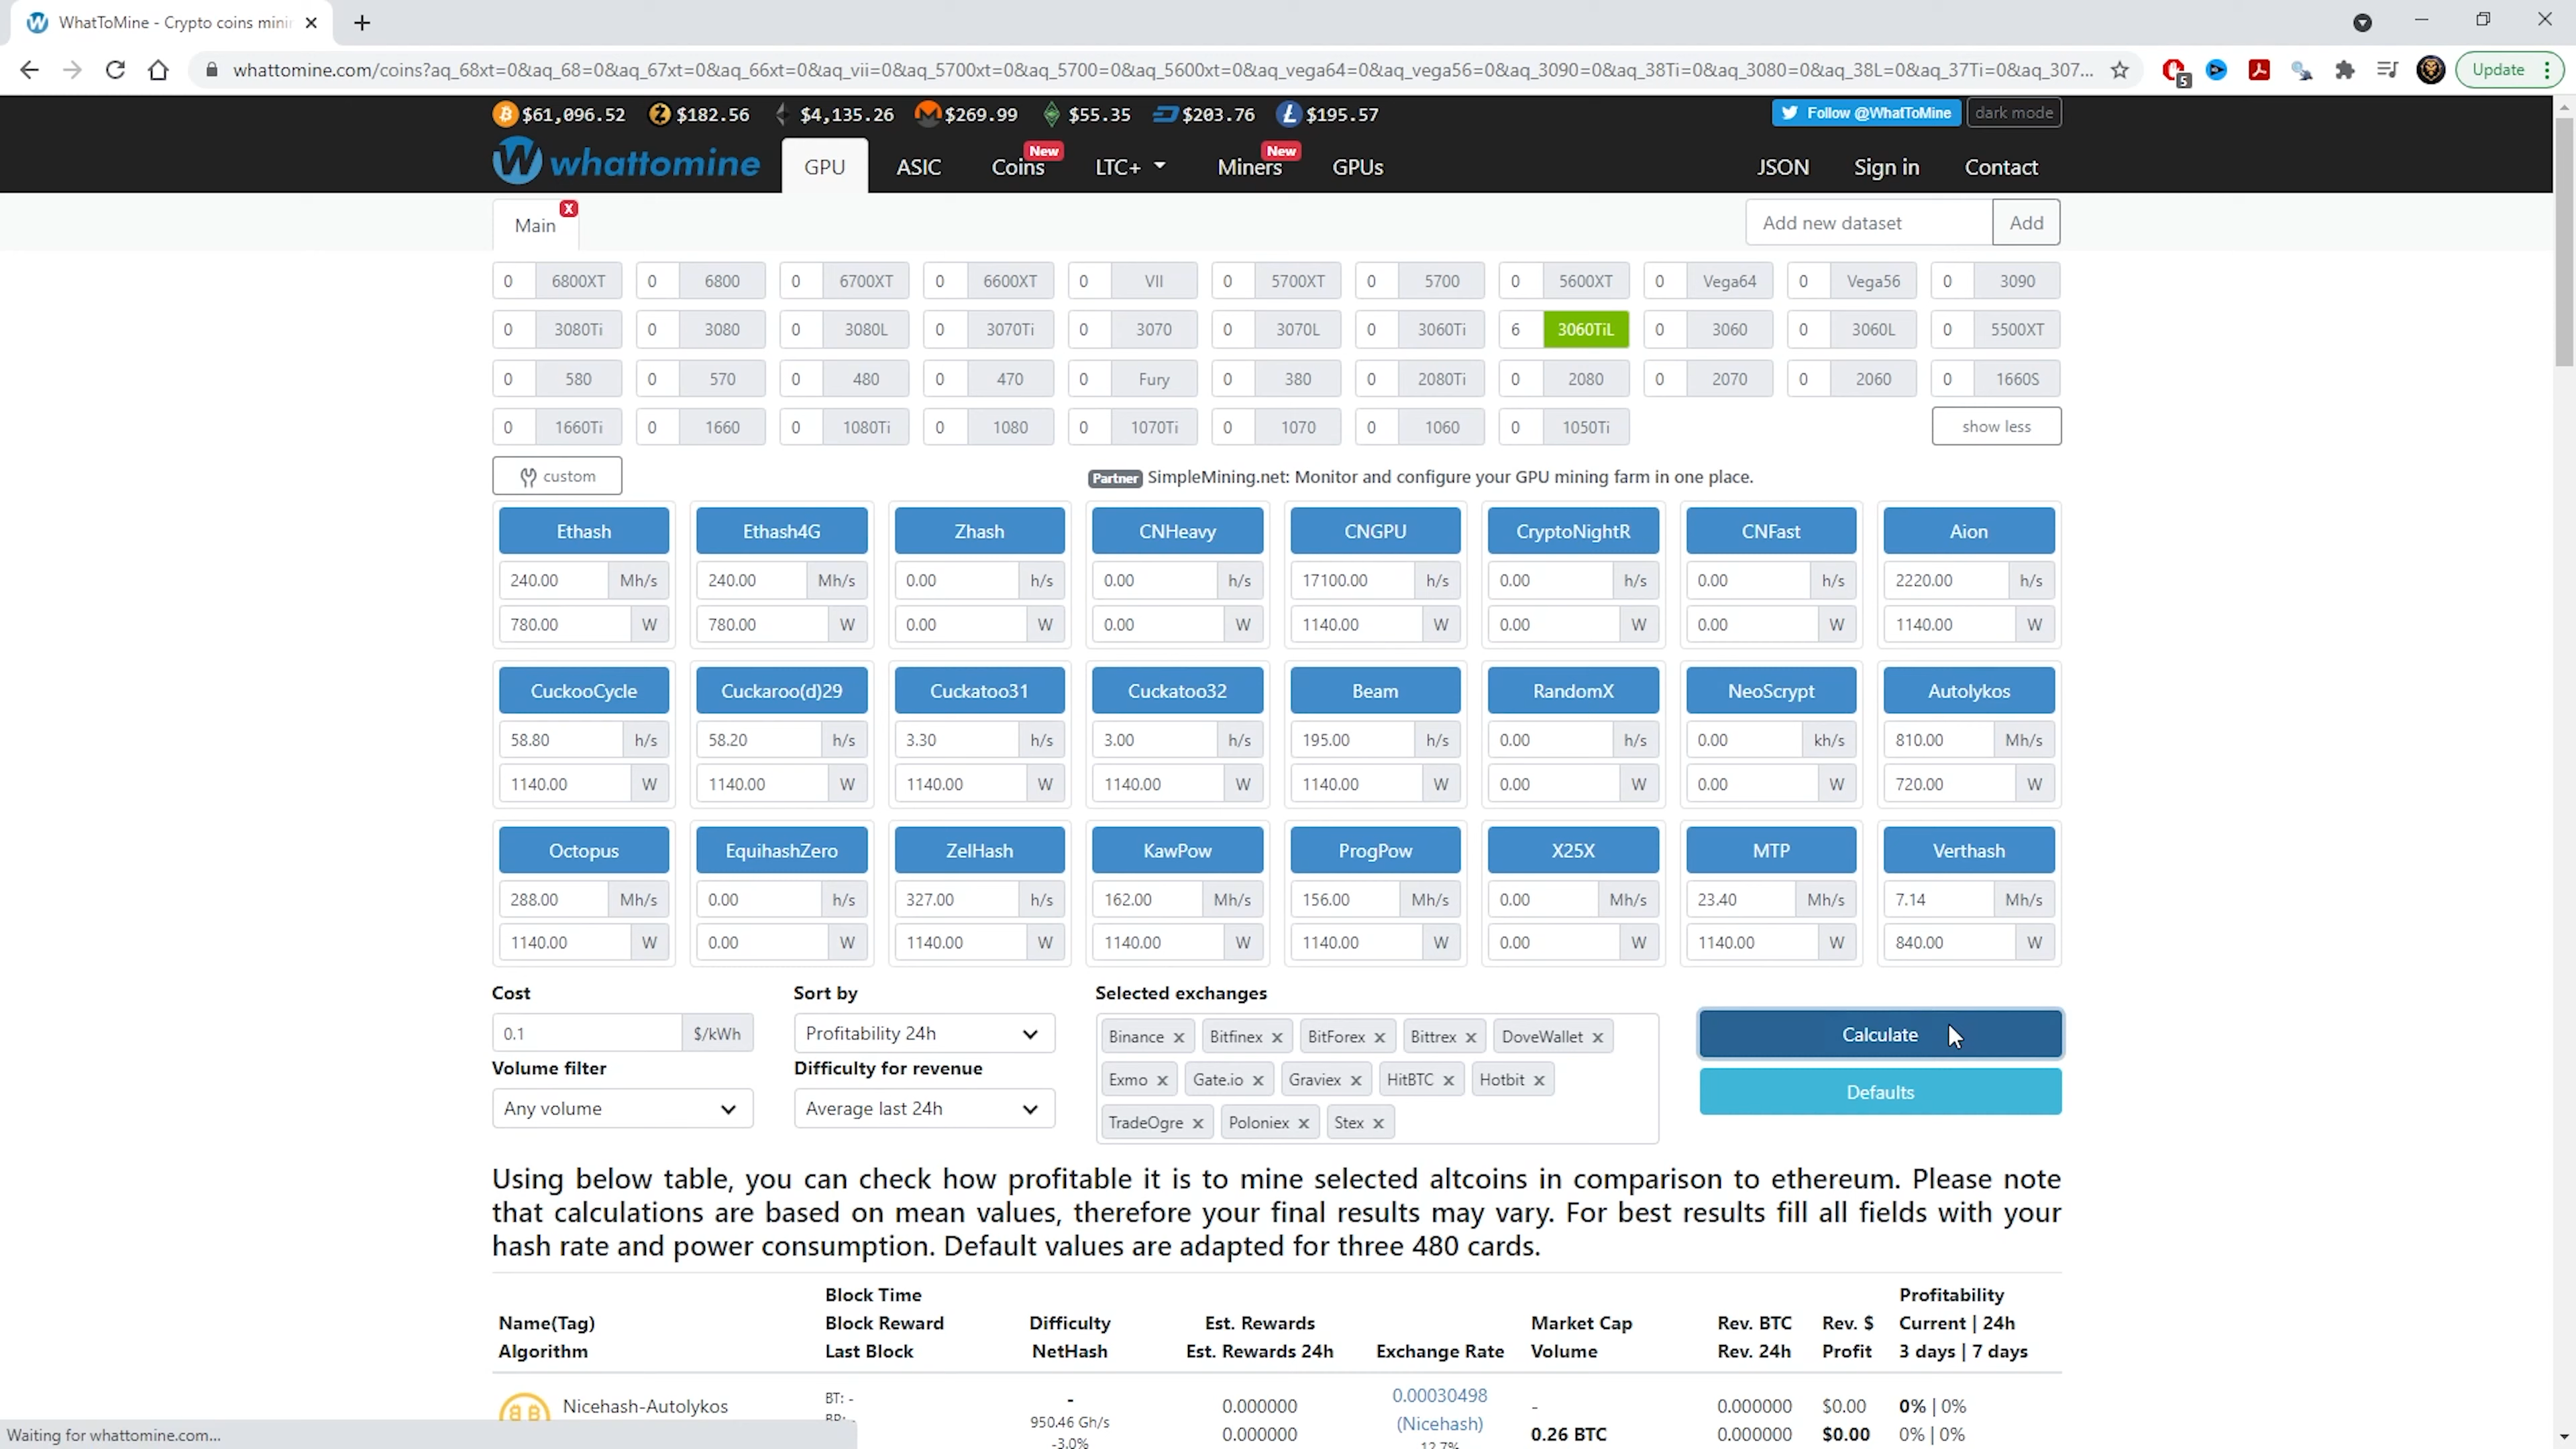 WhatToMine - Crypto coins mini
whattomine.com/coins?aq_68xt=0&aq_68=0&aq_67xt=0&aq_66xt=0&aq_vii=0&aq_5700xt=0&aq_5700=0&aq_5600xt=0&aq_vega64=0&aq_vega56=0&aq_3090=0&aq_38Ti=0&aq_3080=0&aq_38L=0&aq_37Ti=0&aq_307...
5
Update
$61,096.52 $182.56 $4,135.26 $269.99 $55.35 $203.76 $195.57
Follow @WhatToMine dark mode
whattomine GPU ASIC Coins New LTC+ Miners New GPUs JSON Sign in Contact
Main x Add new dataset Add
0 6800XT 0 6800 0 6700XT 0 6600XT 0 VII 0 5700XT 0 5700 0 5600XT 0 Vega64 0 Vega56 0 3090
0 3080Ti 0 3080 0 3080L 0 3070Ti 0 3070 0 3070L 0 3060Ti 6 3060TiL 0 3060 0 3060L 0 5500XT
0 580 0 570 0 480 0 470 0 Fury 0 380 0 2080Ti 0 2080 0 2070 0 2060 0 1660S
0 1660Ti 0 1660 0 1080Ti 0 1080 0 1070Ti 0 1070 0 1060 0 1050Ti show less
custom Partner SimpleMining.net: Monitor and configure your GPU mining farm in one place.
Ethash Ethash4G Zhash CNHeavy CNGPU CryptoNightR CNFast Aion
240.00 Mh/s 240.00 Mh/s 0.00 h/s 0.00 h/s 17100.00 h/s 0.00 h/s 0.00 h/s 2220.00 h/s
780.00 W 780.00 W 0.00 W 0.00 W 1140.00 W 0.00 W 0.00 W 1140.00 W
CuckooCycle Cuckaroo(d)29 Cuckatoo31 Cuckatoo32 Beam RandomX NeoScrypt Autolykos
58.80 h/s 58.20 h/s 3.30 h/s 3.00 h/s 195.00 h/s 0.00 h/s 0.00 kh/s 810.00 Mh/s
1140.00 W 1140.00 W 1140.00 W 1140.00 W 1140.00 W 0.00 W 0.00 W 720.00 W
Octopus EquihashZero ZelHash KawPow ProgPow X25X MTP Verthash
288.00 Mh/s 0.00 h/s 327.00 h/s 162.00 Mh/s 156.00 Mh/s 0.00 Mh/s 23.40 Mh/s 7.14 Mh/s
1140.00 W 0.00 W 1140.00 W 1140.00 W 1140.00 W 0.00 W 1140.00 W 840.00 W
Cost Sort by Selected exchanges
0.1 $/kWh Profitability 24h Binance × Bitfinex × BitForex × Bittrex × DoveWallet × Calculate
Volume filter Difficulty for revenue Exmo × Gate.io × Graviex × HitBTC × Hotbit × Defaults
Any volume Average last 24h TradeOgre × Poloniex × Stex ×
Using below table, you can check how profitable it is to mine selected altcoins in comparison to ethereum. Please note
that calculations are based on mean values, therefore your final results may vary. For best results fill all fields with your
hash rate and power consumption. Default values are adapted for three 480 cards.
Block Time Profitability
Name(Tag) Block Reward Difficulty Est. Rewards Market Cap Rev. BTC Rev. $ Current | 24h
Algorithm Last Block NetHash Est. Rewards 24h Exchange Rate Volume Rev. 24h Profit 3 days | 7 days
Nicehash-Autolykos BT: - - 0.000000 0.00030498 - 0.000000 $0.00 0% | 0%
BR: - 950.46 Gh/s 0.000000 (Nicehash) 0.26 BTC 0.000000 $0.00 0% | 0%
-3.0% 12.7%
Waiting for whattomine.com...